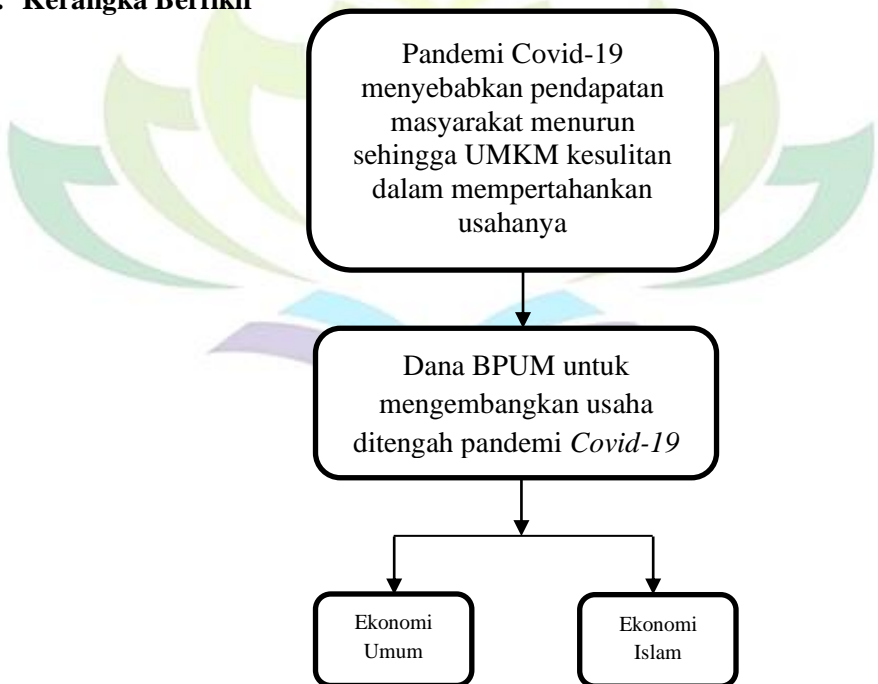 Kerangka Berfikir
Pandemi Covid-19
menyebabkan pendapatan
masyarakat menurun
sehingga UMKM kesulitan
dalam mempertahankan
usahanya
Dana BPUM untuk
mengembangkan usaha
ditengah pandemi Covid-19
Ekonomi
Umum
Ekonomi
Islam